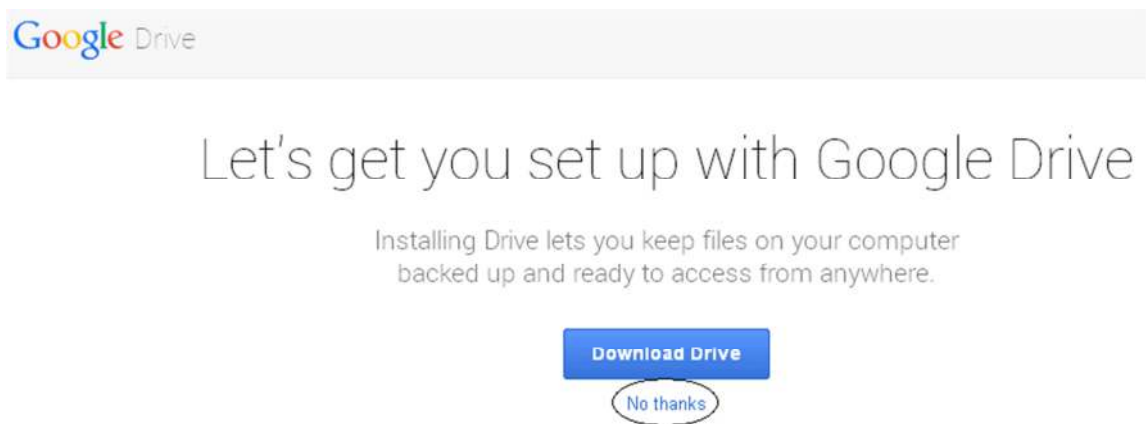 Google Drive
Let's get you set up with Google Drive
Installing Drive lets you keep files on your computer
backed up and ready to access from anywhere.
Download Drive
No thanks